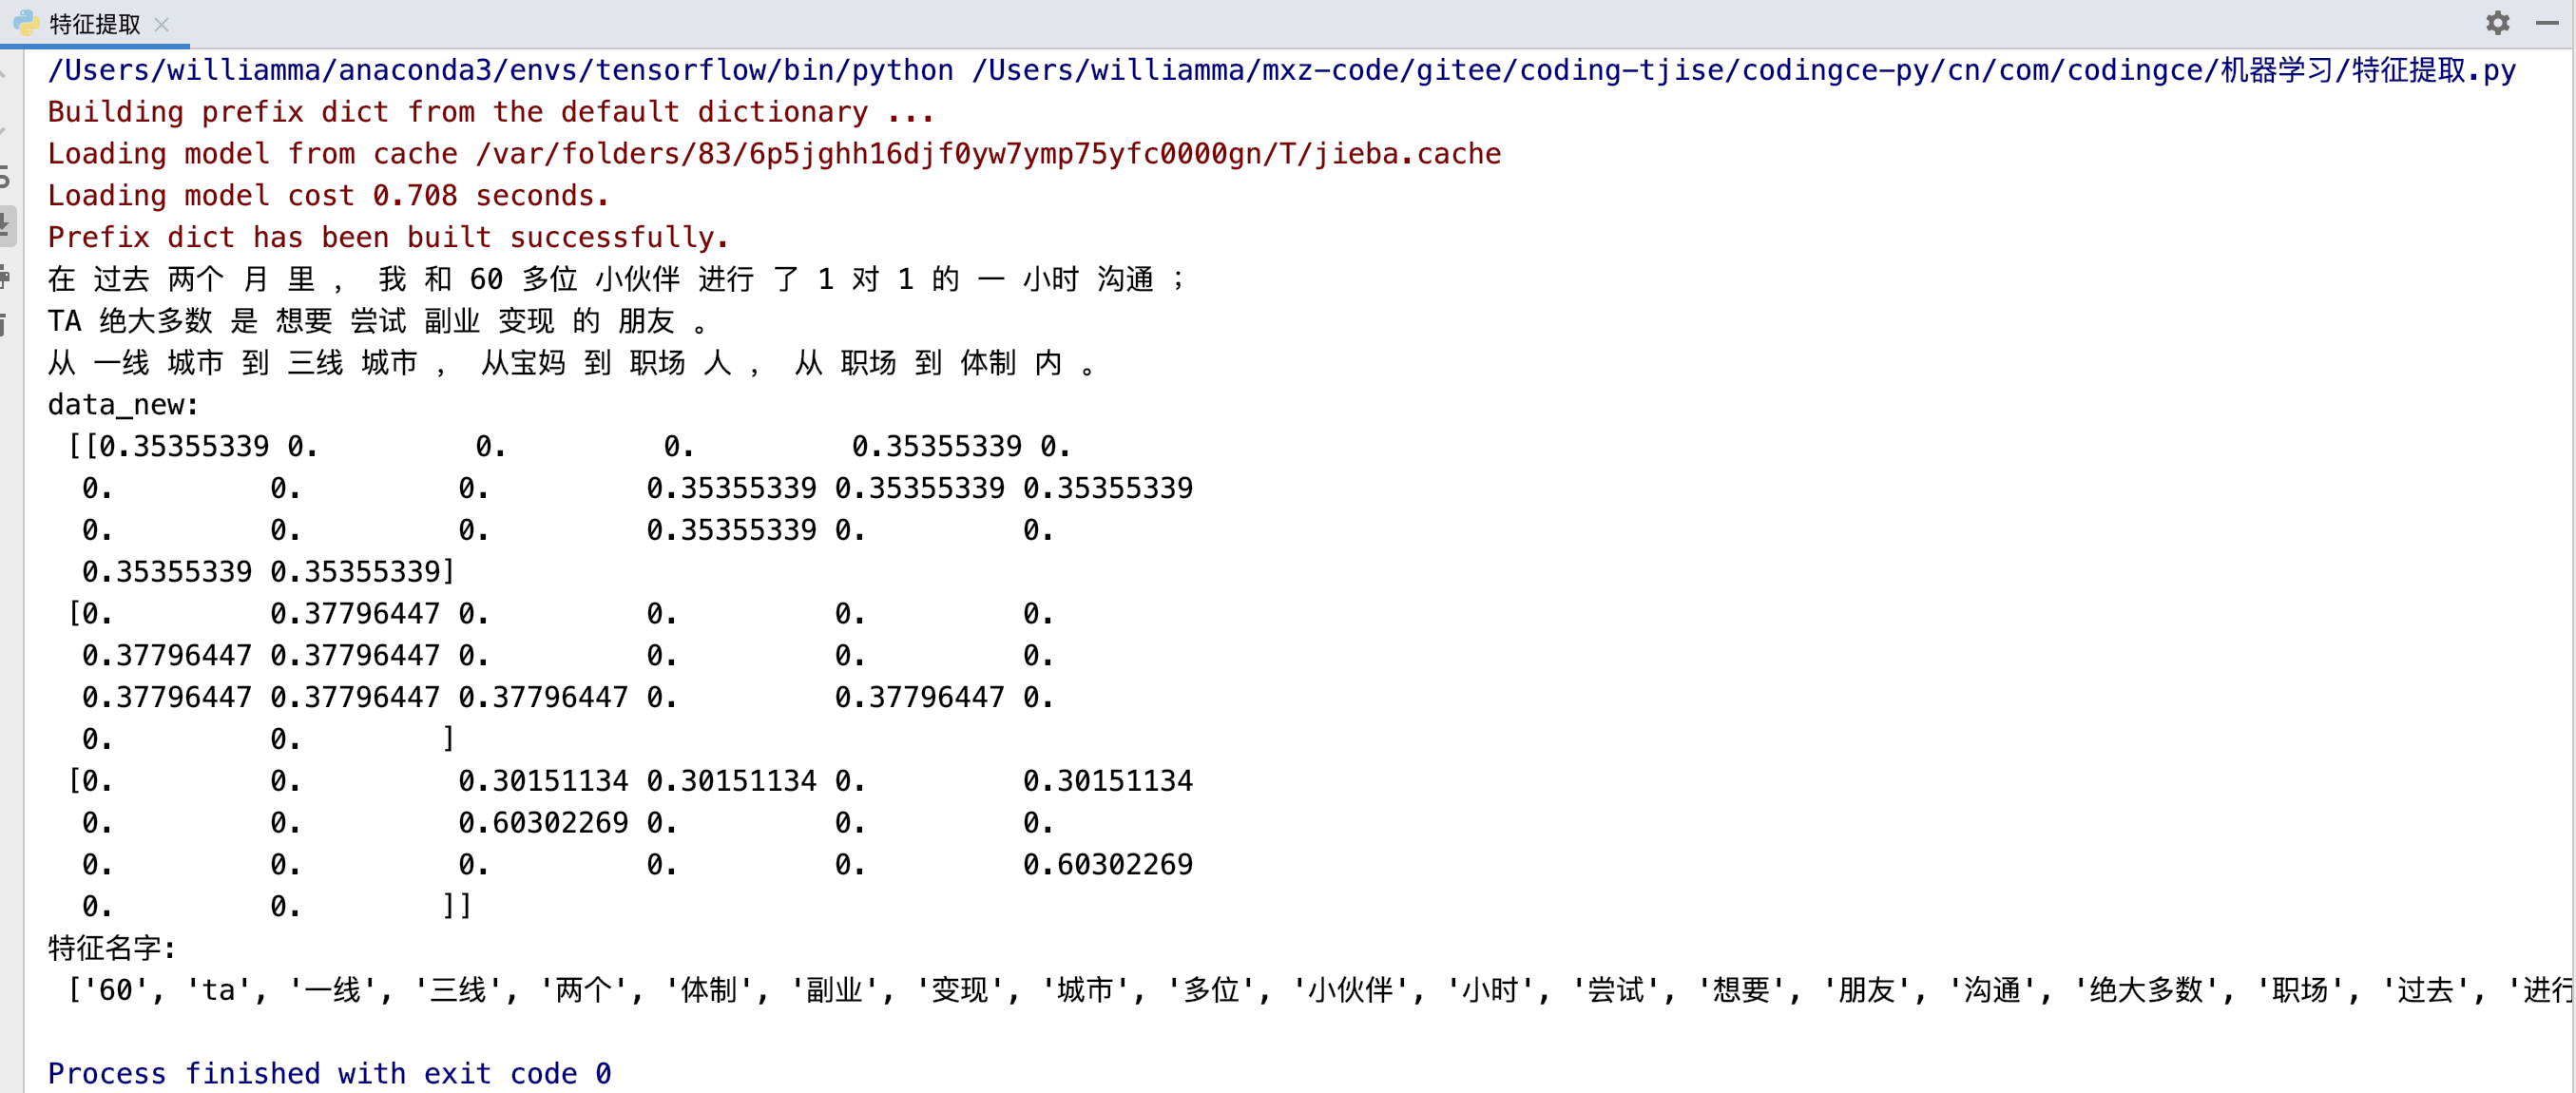 特征提取
/Users/williamma/anaconda3/envs/tensorflow/bin/python /Users/williamma/mxz-code/gitee/coding-tjise/codingce-py/cn/com/codingce/机器学习/特征提取.py
Building prefix dict from the default dictionary ...
Loading model from cache /var/folders/83/6p5jghh16djf0yw7ymp75yfc0000gn/T/jieba.cache
Loading model cost 0.708 seconds.
Prefix dict has been built successfully.
在 过去 两个 月 里 ， 我 和 60 多位 小伙伴 进行 了 1 对 1 的 一 小时 沟通 ；
TA 绝大多数 是 想要 尝试 副业 变现 的 朋友 。
从 一线 城市 到 三线 城市 ， 从宝妈 到 职场 人 ， 从 职场 到 体制 内 。
data_new:
[[0.35355339 0. 0. 0. 0.35355339 0.
0. 0. 0. 0.35355339 0.35355339 0.35355339
0. 0. 0. 0.35355339 0. 0.
0.35355339 0.35355339]
[0. 0.37796447 0. 0. 0. 0.
0.37796447 0.37796447 0. 0. 0. 0.
0.37796447 0.37796447 0.37796447 0. 0.37796447 0.
0. 0. ]
[0. 0. 0.30151134 0.30151134 0. 0.30151134
0. 0. 0.60302269 0. 0. 0.
0. 0. 0. 0. 0. 0.60302269
0. 0. ]]
特征名字:
['60', 'ta', '一线', '三线', '两个', '体制', '副业', '变现', '城市', '多位', '小伙伴', '小时', '尝试', '想要', '朋友', '沟通', '绝大多数', '职场', '过去', '进行
Process finished with exit code 0